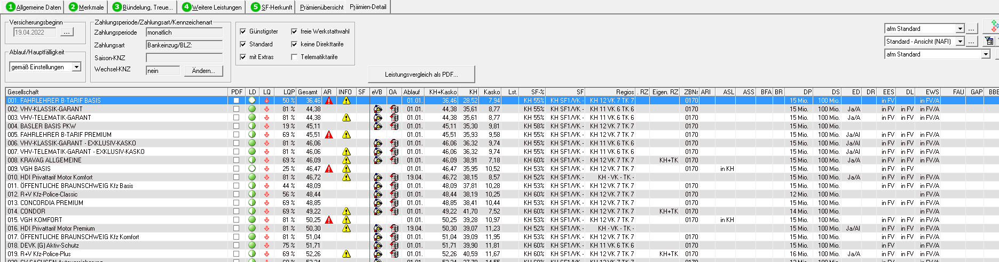 1 Allgemeine Daten 2 Merkmale 3 Bündelung, Treue... 4 Weitere Leistungen 5 SF-Herkunft Prämienübersicht Prämien-Detail
Versicherungsbeginn
19.04.2022 ...
Ablauf/Hauptfälligkeit
gemäß Einstellungen
Zahlungsperiode/Zahlungsart/Kennzeichenart
Zahlungsperiode monatlich
Zahlungsart Bankeinzug/BLZ:
Saison-KNZ
Wechsel-KNZ nein Ändern...
Günstigster freie Werkstattwahl
Standard keine Direkttarife
mit Extras Telematiktarife
Leistungsvergleich als PDF...
afm Standard ...
Standard - Ansicht (NAFI) ...
afm Standard
Gesellschaft PDF LD LQ LQP Gesamt AR INFO SF eVB OA Ablauf KH+Kasko KH Kasko Lst. SF-% SF Regios . RZ Eigen. RZ ZBNr ARI ASL ASS BFA BR DP DS ED DR EES DL EWS FAU GAP BBE
001. FAHRLEHRER B-TARIF BASIS 50 % 36,46 01.01. 36,46 28,52 7,94 KH 55% KH SF1/VK - KH 12 VK 7 TK 7 0170 15 Mio. 100 Mio. in FV in FV/A
002. VHV-KLASSIK-GARANT 81 % 44,38 01.01. 44,38 35,61 8,77 KH 55% KH SF1/VK - KH 11 VK 6 TK 6 0170 15 Mio. 100 Mio. Ja/A in FV in FV in FV/A
003. VHV-TELEMATIK-GARANT 81 % 44,38 01.01. 44,38 35,61 8,77 KH 55% KH SF1/VK - KH 11 VK 6 TK 6 0170 15 Mio. 100 Mio. Ja/A in FV in FV in FV/A
004. BASLER BASIS PKW 19 % 45,11 01.01. 45,11 35,30 9,81 KH 58% KH SF1/VK - KH 12 VK 7 TK 7 0170 15 Mio. 100 Mio.
005. FAHRLEHRER B-TARIF PREMIUM 69 % 45,51 01.01. 45,51 35,93 9,58 KH 55% KH SF1/VK - KH 12 VK 7 TK 7 0170 15 Mio. 100 Mio. Ja/Al in FV in FV in FV/A
006. VHV-KLASSIK-GARANT - EXKLUSIV-KASKO 81 % 46,06 01.01. 46,06 36,32 9,74 KH 55% KH SF1/VK - KH 11 VK 6 TK 6 0170 15 Mio. 100 Mio. Ja/Al in FV in FV in FV/A
007. VHV-TELEMATIK-GARANT - EXKLUSIV-KASKO 81 % 46,06 01.01. 46,06 36,32 9,74 KH 55% KH SF1/VK - KH 11 VK 6 TK 6 0170 15 Mio. 100 Mio. Ja/Al in FV in FV in FV/A
008. KRAVAG ALLGEMEINE 69 % 46,09 01.01. 46,09 38,91 7,18 KH 60% KH SF1/VK - KH 12 VK 7 TK 7 KH+TK 0170 15 Mio. 100 Mio. Ja/A in FV in FV in FV/A
009. VGH BASIS 25 % 46,47 01.01. 46,47 35,95 10,52 KH 53% KH SF1/VK - KH 12 VK 7 TK 7 0170 in KH 15 Mio. 100 Mio. in FV in FV
010. HDI Privattarif Motor Komfort 81 % 46,72 19.04. 46,72 38,15 8,57 KH 52% KH SF1/VK - KH - VK - TK - 15 Mio. 100 Mio. Ja/A in FV in FV in FV/A
011. ÖFFENTLICHE BRAUNSCHWEIG Kfz Basis 44 % 48,09 01.01. 48,09 37,81 10,28 KH 53% KH SF1/VK - KH 12 VK 7 TK 7 0170 15 Mio. 100 Mio. in FV in FV in FV/A
012. R+V Kfz-Police-Classic 56 % 48,44 01.01. 48,44 38,19 10,25 KH 60% KH SF1/VK - KH 12 VK 7 TK 7 0170 12 Mio. 100 Mio. in FV/A
013. CONCORDIA PREMIUM 69 % 48,85 01.01. 48,85 38,41 10,44 KH 53% KH SF1/VK - KH 12 VK 7 TK 7 0170 15 Mio. 100 Mio. in FV in FV in FV/A
014. CONDOR 69 % 49,22 01.01. 49,22 41,70 7,52 KH 60% KH SF1/VK - KH 12 VK 7 TK 7 KH+TK 0170 14 Mio. 100 Mio. in FV/A
015. VGH KOMFORT 81 % 50,25 01.01. 50,25 39,28 10,97 KH 53% KH SF1/VK - KH 12 VK 7 TK 7 0170 in KH 15 Mio. 100 Mio. in FV in FV in FV/A
016. HDI Privattarif Motor Premium 81 % 50,30 19.04. 50,30 39,07 11,23 KH 52% KH SF1/VK - KH - VK - TK - 15 Mio. 100 Mio. Ja/Al in FV in FV in FV/A
017. ÖFFENTLICHE BRAUNSCHWEIG Kfz Komfort 81 % 51,04 01.01. 51,04 39,09 11,95 KH 53% KH SF1/VK - KH 12 VK 7 TK 7 0170 15 Mio. 100 Mio. in FV in FV in FV/A
018. DEVK (G) Aktiv-Schutz 75 % 51,71 01.01. 51,71 39,90 11,81 KH 60% KH SF1/VK - KH 11 VK 6 TK 7 0170 15 Mio. 100 Mio. in FV in FV/A
019. R+V Kfz-Police-Plus 69 % 52,26 01.01. 52,26 40,59 11,67 KH 60% KH SF1/VK - KH 12 VK 7 TK 7 KH+TK 0170 16 Mio. 100 Mio. Ja/A in FV in FV in FV/A